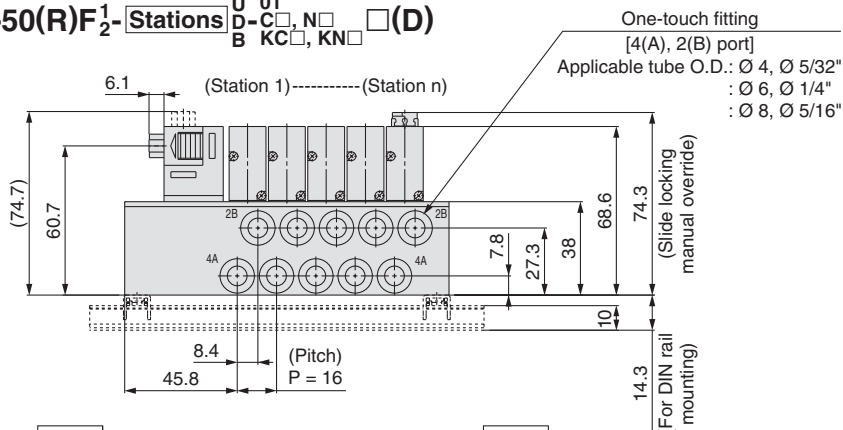 50(R)F½- Stations U D B - 01 C□, N□ KC□, KN□ □(D)
One-touch fitting
[4(A), 2(B) port]
Applicable tube O.D.: Ø 4, Ø 5/32"
: Ø 6, Ø 1/4"
: Ø 8, Ø 5/16"
6.1
(Station 1)----------(Station n)
(74.7)
60.7
2B
2B
4A
4A
7.8
27.3
38
68.6
74.3
(Slide locking
manual override)
10
14.3
(For DIN rail
mounting)
8.4
(Pitch)
45.8
P = 16